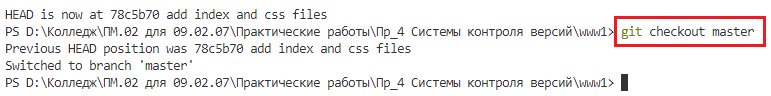 HEAD is now at 78c5b70 add index and css files
PS D:\Колледж\ПМ.02 для 09.02.07\Практические работы\Пр_4 Системы контроля версий\www1> git checkout master
Previous HEAD position was 78c5b70 add index and css files
Switched to branch 'master'
PS D:\Колледж\ПМ.02 для 09.02.07\Практические работы\Пр_4 Системы контроля версий\www1>